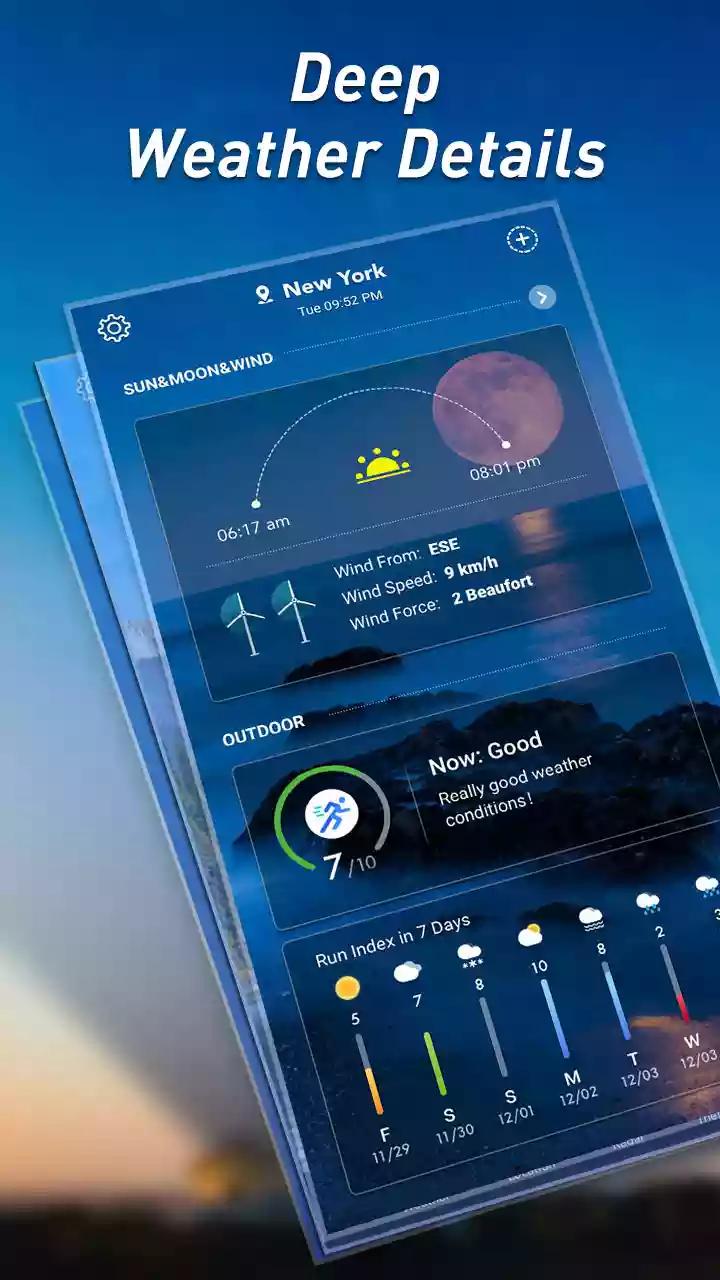 Deep
Weather Details
New York
Tue 09:52 PM
SUN&MOON&WIND
06:17 am
08:01 pm
Wind From: ESE
Wind Speed: 9 km/h
Wind Force: 2 Beaufort
OUTDOOR
Now: Good
Really good weather
conditions!
7/10
Run Index in 7 Days
5 7 8 10 8 2
F S S M T W
11/29 11/30 12/01 12/02 12/03 12/03